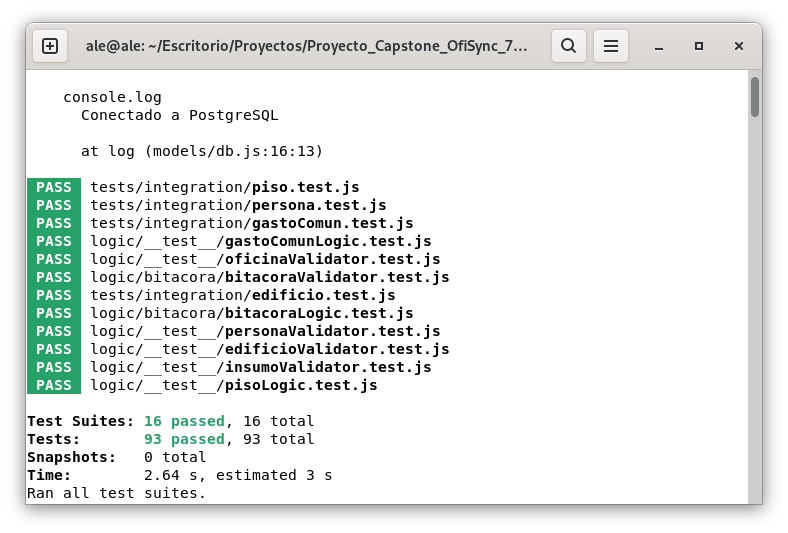 ale@ale: ~/Escritorio/Proyectos/Proyecto_Capstone_OfiSync_7...
console.log
Conectado a PostgreSQL
at log (models/db.js:16:13)
PASS tests/integration/piso.test.js
PASS tests/integration/persona.test.js
PASS tests/integration/gastoComun.test.js
PASS logic/__test__/gastoComunLogic.test.js
PASS logic/__test__/oficinaValidator.test.js
PASS logic/bitacora/bitacoraValidator.test.js
PASS tests/integration/edificio.test.js
PASS logic/bitacora/bitacoraLogic.test.js
PASS logic/__test__/personaValidator.test.js
PASS logic/__test__/edificioValidator.test.js
PASS logic/__test__/insumoValidator.test.js
PASS logic/__test__/pisoLogic.test.js
Test Suites: 16 passed, 16 total
Tests: 93 passed, 93 total
Snapshots: 0 total
Time: 2.64 s, estimated 3 s
Ran all test suites.